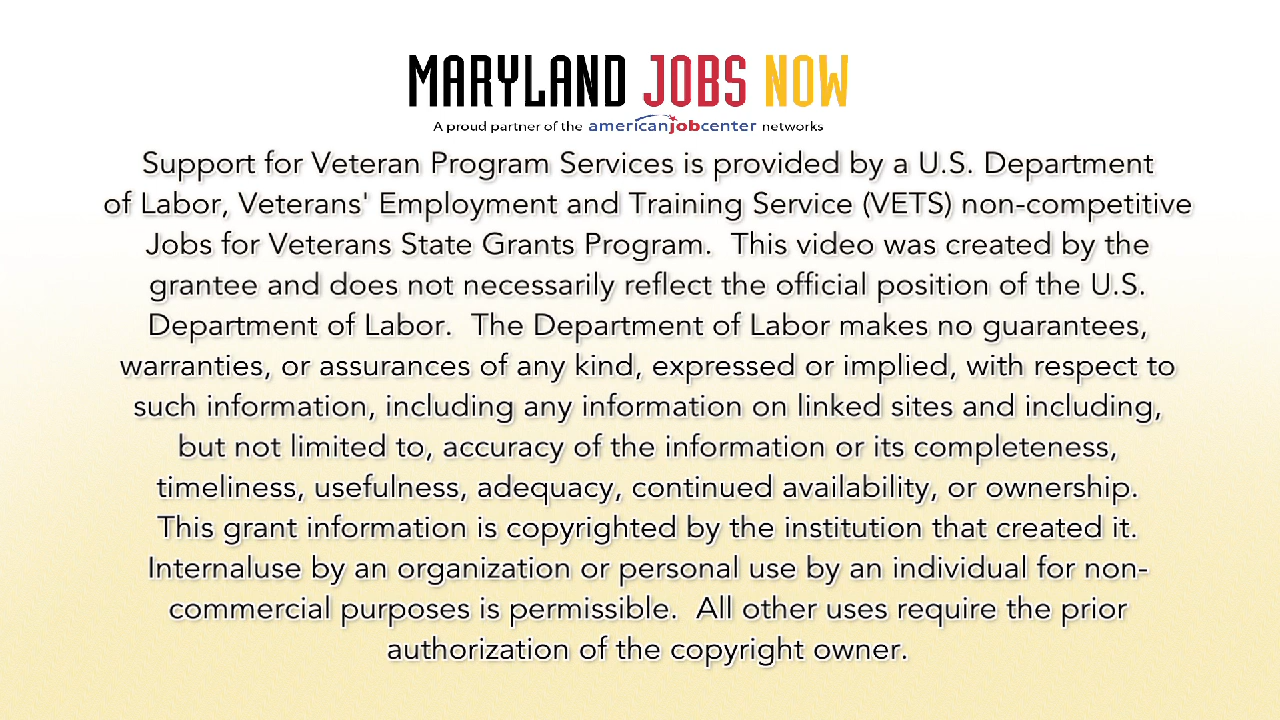 MARYLAND JOBS NOW
A proud partner of the americanjobcenter networks
Support for Veteran Program Services is provided by a U.S. Department
of Labor, Veterans' Employment and Training Service (VETS) non-competitive
Jobs for Veterans State Grants Program.  This video was created by the
grantee and does not necessarily reflect the official position of the U.S.
Department of Labor.  The Department of Labor makes no guarantees,
warranties, or assurances of any kind, expressed or implied, with respect to
such information, including any information on linked sites and including,
but not limited to, accuracy of the information or its completeness,
timeliness, usefulness, adequacy, continued availability, or ownership.
This grant information is copyrighted by the institution that created it.
Internaluse by an organization or personal use by an individual for non-
commercial purposes is permissible.  All other uses require the prior
authorization of the copyright owner.